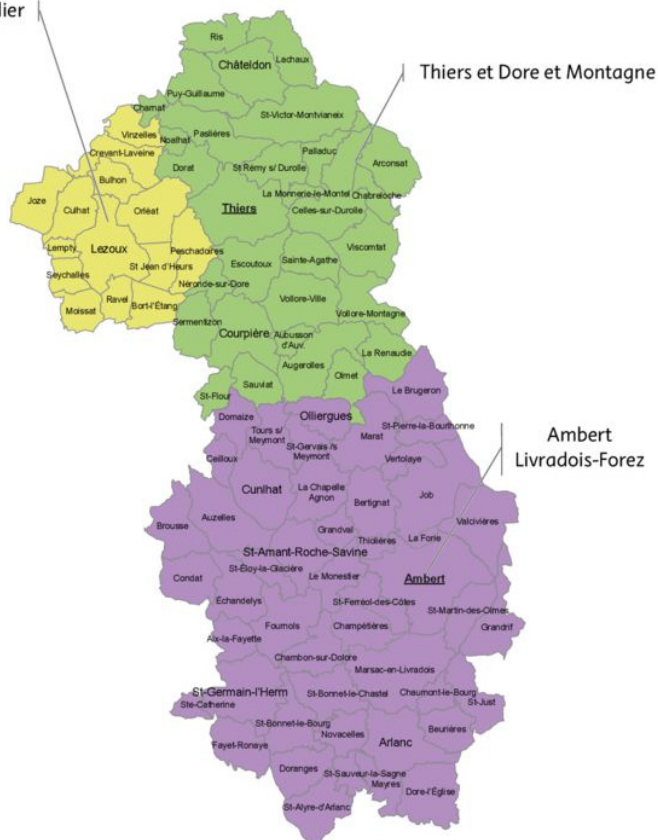 lier
Thiers et Dore et Montagne
Ambert
Livradois-Forez
Ris
Châteldon
Lachaux
Puy-Guillaume
Charnat
St-Victor-Montvianeix
Vinzelles
Noalhat
Paslières
Palladuc
Crevant-Laveine
Arconsat
Dorat
St Rémy s/ Durolle
Bulhon
La Monnerie-le-Montel
Chabreloche
Joze
Culhat
Orléat
Thiers
Celles-sur-Durolle
Lempty
Lezoux
Peschadoires
Viscomtat
St Jean d'Heurs
Escoutoux
Sainte-Agathe
Seychalles
Néronde-sur-Dore
Moissat
Ravel
Bort-l'Étang
Vollore-Ville
Vollore-Montagne
Sermentizon
Courpière
Aubusson
d'Auv.
La Renaudie
Augerolles
Olmet
Sauviat
St-Flour
Le Brugeron
Domaize
Olliergues
Tours s/
Meymont
St-Gervais /s
Meymont
Marat
St-Pierre-la-Bourlhonne
Ceilloux
Vertolaye
Cunlhat
La Chapelle
Agnon
Bertignat
Job
Auzelles
Valcivières
Brousse
Grandval
Thiolières
La Forie
St-Amant-Roche-Savine
St-Éloy-la-Glacière
Le Monestier
Ambert
Condat
Échandelys
St-Ferréol-des-Côtes
St-Martin-des-Olmes
Fournols
Champétières
Grandrif
Aix-la-Fayette
Chambon-sur-Dolore
Marsac-en-Livradois
St-Germain-l'Herm
St-Bonnet-le-Chastel
Chaumont-le-Bourg
Ste-Catherine
St-Just
St-Bonnet-le-Bourg
Novacelles
Beurières
Fayet-Ronaye
Arlanc
Doranges
St-Sauveur-la-Sagne
Mayres
Dore-l'Église
St-Alyre-d'Arlanc